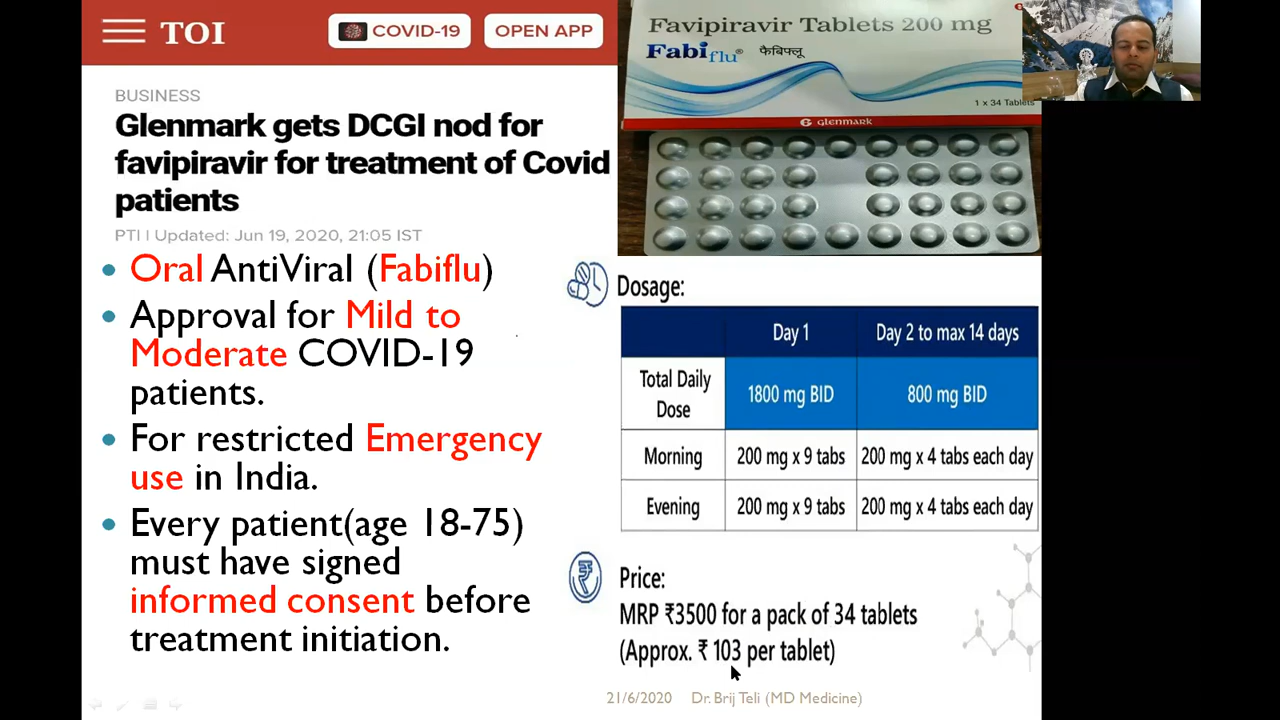 TOI
COVID-19
OPEN APP
BUSINESS
Glenmark gets DCGI nod for
favipiravir for treatment of Covid
patients
PTI | Updated: Jun 19, 2020, 21:05 IST
• Oral AntiViral (Fabiflu)
• Approval for Mild to
Moderate COVID-19
patients.
• For restricted Emergency
use in India.
• Every patient(age 18-75)
must have signed
informed consent before
treatment initiation.
Favipiravir Tablets 200 mg
Fabiflu® फैबिफ्लू
1 x 34 Tablets
Glenmark
Dosage:
Day 1 Day 2 to max 14 days
Total Daily
Dose
1800 mg BID 800 mg BID
Morning 200 mg x 9 tabs 200 mg x 4 tabs each day
Evening 200 mg x 9 tabs 200 mg x 4 tabs each day
₹
Price:
MRP ₹3500 for a pack of 34 tablets
(Approx. ₹ 103 per tablet)
21/6/2020 Dr. Brij Teli (MD Medicine)